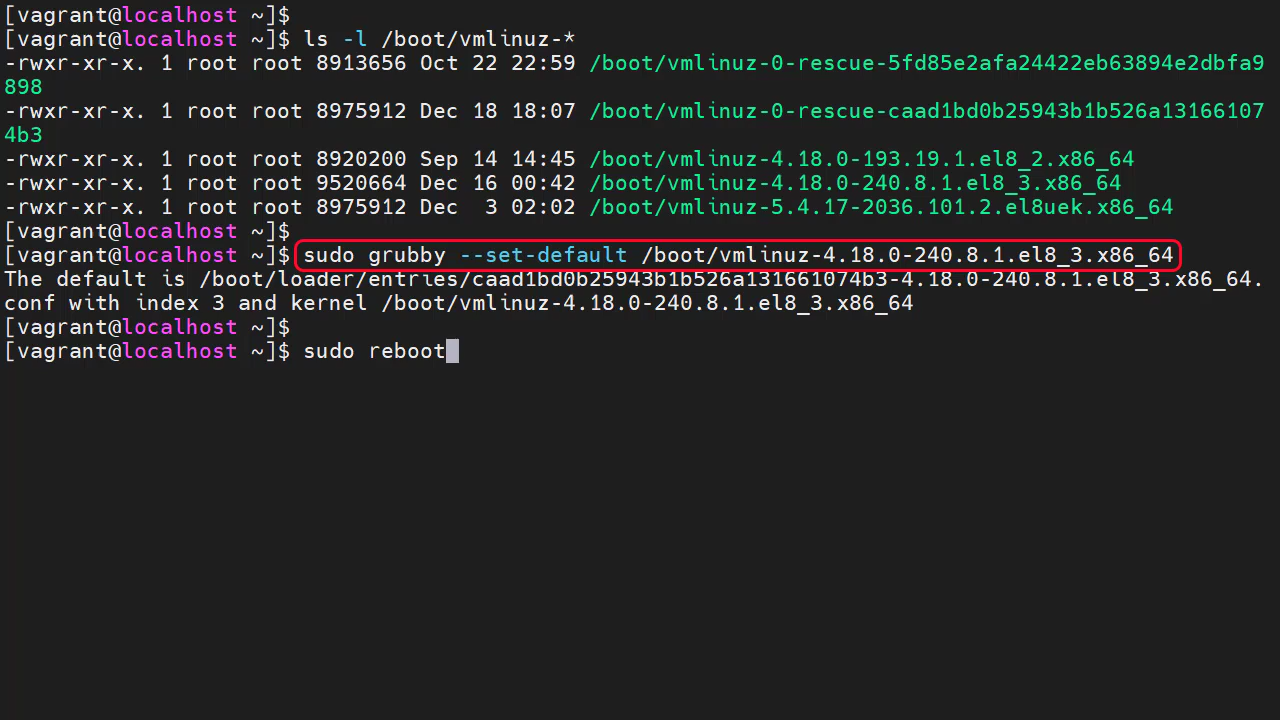 [vagrant@localhost ~]$
[vagrant@localhost ~]$ ls -l /boot/vmlinuz-*
-rwxr-xr-x. 1 root root 8913656 Oct 22 22:59 /boot/vmlinuz-0-rescue-5fd85e2afa24422eb63894e2dbfa9
898
-rwxr-xr-x. 1 root root 8975912 Dec 18 18:07 /boot/vmlinuz-0-rescue-caad1bd0b25943b1b526a13166107
4b3
-rwxr-xr-x. 1 root root 8920200 Sep 14 14:45 /boot/vmlinuz-4.18.0-193.19.1.el8_2.x86_64
-rwxr-xr-x. 1 root root 9520664 Dec 16 00:42 /boot/vmlinuz-4.18.0-240.8.1.el8_3.x86_64
-rwxr-xr-x. 1 root root 8975912 Dec  3 02:02 /boot/vmlinuz-5.4.17-2036.101.2.el8uek.x86_64
[vagrant@localhost ~]$
[vagrant@localhost ~]$ sudo grubby --set-default /boot/vmlinuz-4.18.0-240.8.1.el8_3.x86_64
The default is /boot/loader/entries/caad1bd0b25943b1b526a131661074b3-4.18.0-240.8.1.el8_3.x86_64.
conf with index 3 and kernel /boot/vmlinuz-4.18.0-240.8.1.el8_3.x86_64
[vagrant@localhost ~]$
[vagrant@localhost ~]$ sudo reboot